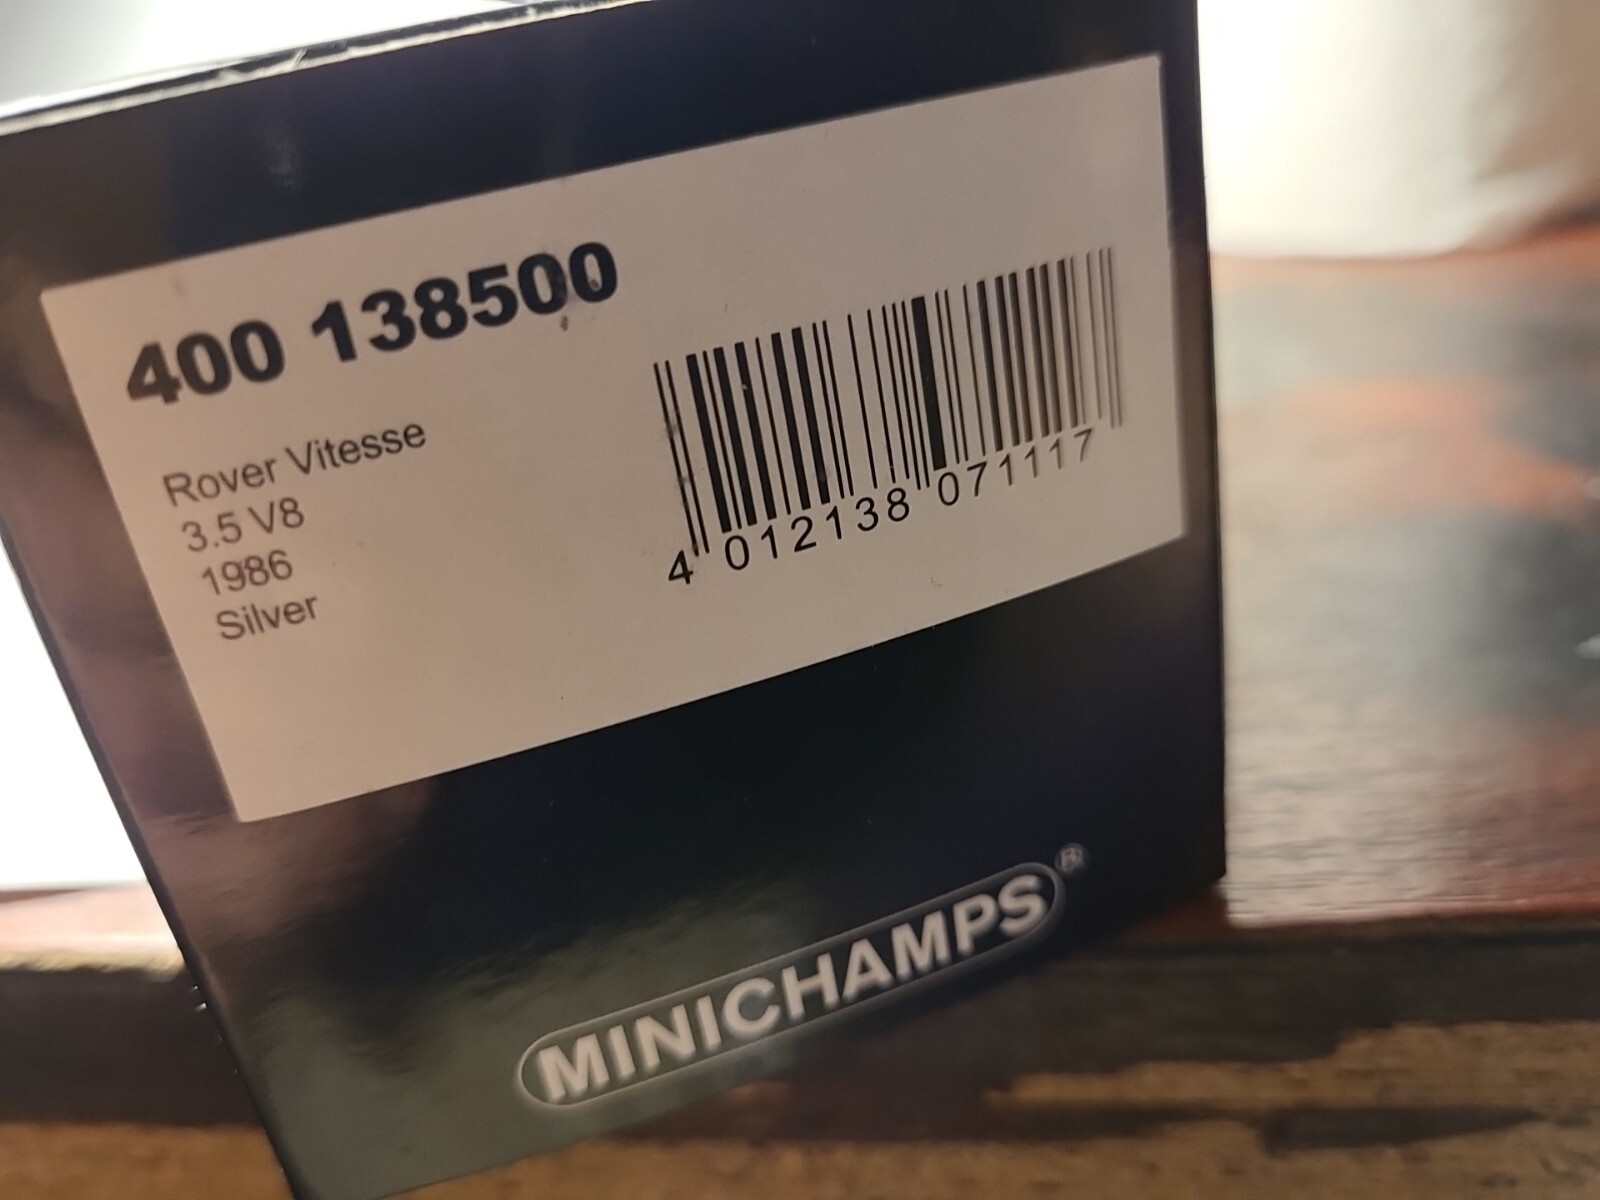 400 138500
Rover Vitesse
3.5 V8
1986
Silver
4 012138 071117
MINICHAMPS®